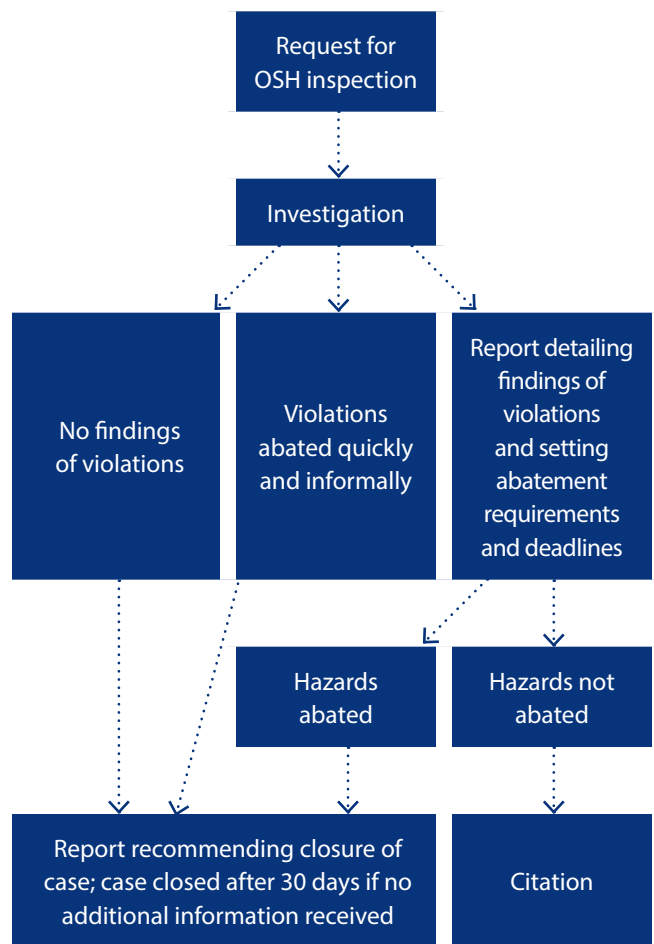 Request for
OSH inspection
Investigation
No findings
of violations
Violations
abated quickly
and informally
Report detailing
findings of
violations
and setting
abatement
requirements
and deadlines
Hazards
abated
Hazards not
abated
Report recommending closure of
case; case closed after 30 days if no
additional information received
Citation